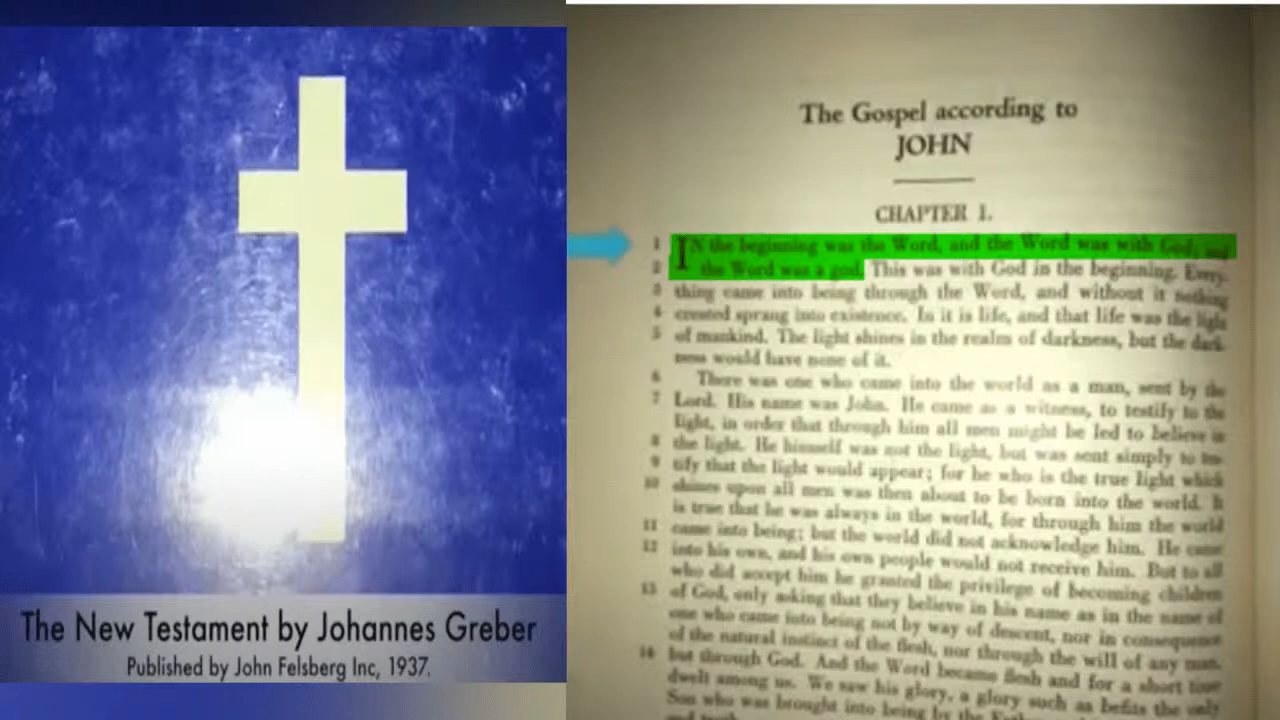 The New Testament by Johannes Greber
Published by John Felsberg Inc, 1937.
The Gospel according to
JOHN
CHAPTER 1.
1 IN the beginning was the Word, and the Word was with God; and
2 the Word was a god. This was with God in the beginning. Every-
3 thing came into being through the Word, and without it nothing
4 created sprang into existence. In it is life, and that life was the light
5 of mankind. The light shines in the realm of darkness, but the dark-
ness would have none of it.
6 There was one who came into the world as a man, sent by the
7 Lord. His name was John. He came as a witness, to testify to the
light, in order that through him all men might be led to believe in
8 the light. He himself was not the light, but was sent simply to tes-
9 tify that the light would appear; for he who is the true light which
10 shines upon all men was then about to be born into the world. It
is true that he was always in the world, for through him the world
11 came into being; but the world did not acknowledge him. He came
12 into his own, and his own people would not receive him. But to all
who did accept him he granted the privilege of becoming children
13 of God, only asking that they believe in his name as in the name of
one who came into being not by way of descent, nor in consequence
of the natural instinct of the flesh, nor through the will of any man,
14 but through God. And the Word became flesh and for a short time
dwelt among us. We saw his glory, a glory such as befits the only
Son who was brought into being by the